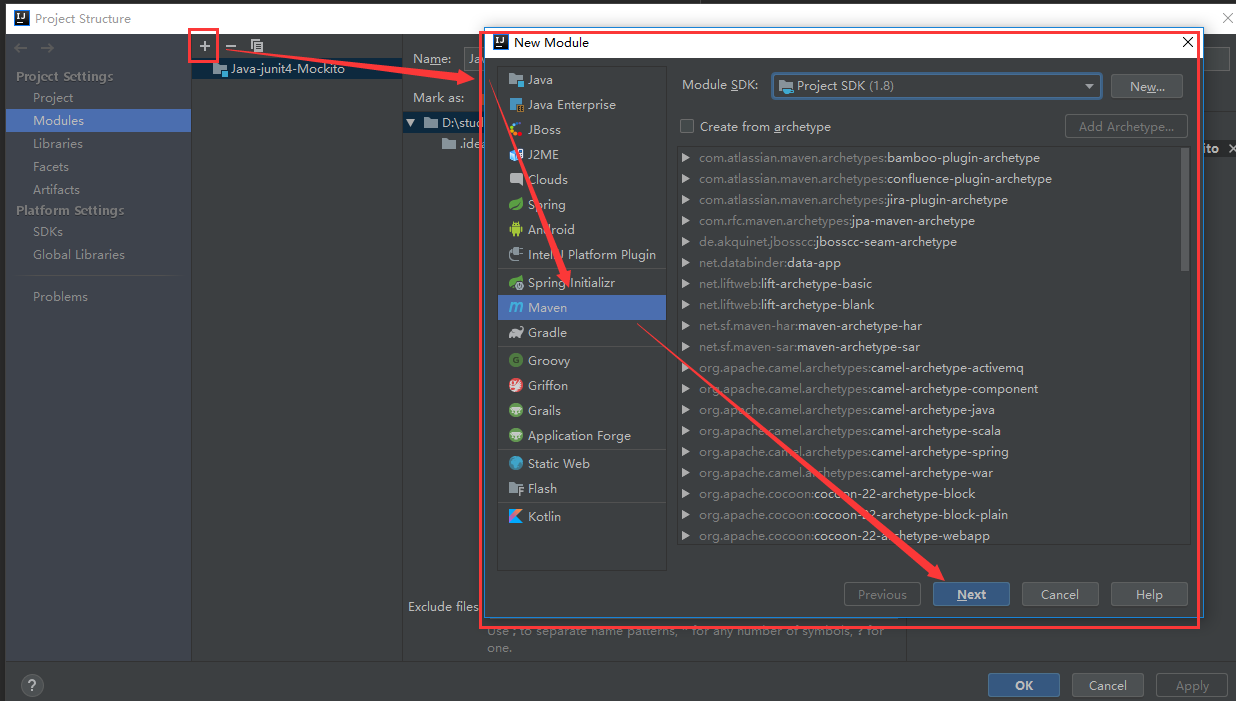 Project Structure
Project Settings
Project
Modules
Libraries
Facets
Artifacts
Platform Settings
SDKs
Global Libraries
Problems
Java-junit4-Mockito
Name:
Mark as:
D:\stud
.idea
Exclude files
Use ; to separate name patterns, * for any number of symbols, ? for
one.
New Module
Java
Java Enterprise
JBoss
J2ME
Clouds
Spring
Android
IntelliJ Platform Plugin
Spring Initializr
Maven
Gradle
Groovy
Griffon
Grails
Application Forge
Static Web
Flash
Kotlin
Module SDK:
Project SDK (1.8)
New...
Create from archetype
Add Archetype...
com.atlassian.maven.archetypes:bamboo-plugin-archetype
com.atlassian.maven.archetypes:confluence-plugin-archetype
com.atlassian.maven.archetypes:jira-plugin-archetype
com.rfc.maven.archetypes:jpa-maven-archetype
de.akquinet.jbosscc:jbosscc-seam-archetype
net.databinder:data-app
net.liftweb:lift-archetype-basic
net.liftweb:lift-archetype-blank
net.sf.maven-har:maven-archetype-har
net.sf.maven-sar:maven-archetype-sar
org.apache.camel.archetypes:camel-archetype-activemq
org.apache.camel.archetypes:camel-archetype-component
org.apache.camel.archetypes:camel-archetype-java
org.apache.camel.archetypes:camel-archetype-scala
org.apache.camel.archetypes:camel-archetype-spring
org.apache.camel.archetypes:camel-archetype-war
org.apache.cocoon:cocoon-22-archetype-block
org.apache.cocoon:cocoon-22-archetype-block-plain
org.apache.cocoon:cocoon-22-archetype-webapp
Previous
Next
Cancel
Help
ito
OK
Cancel
Apply